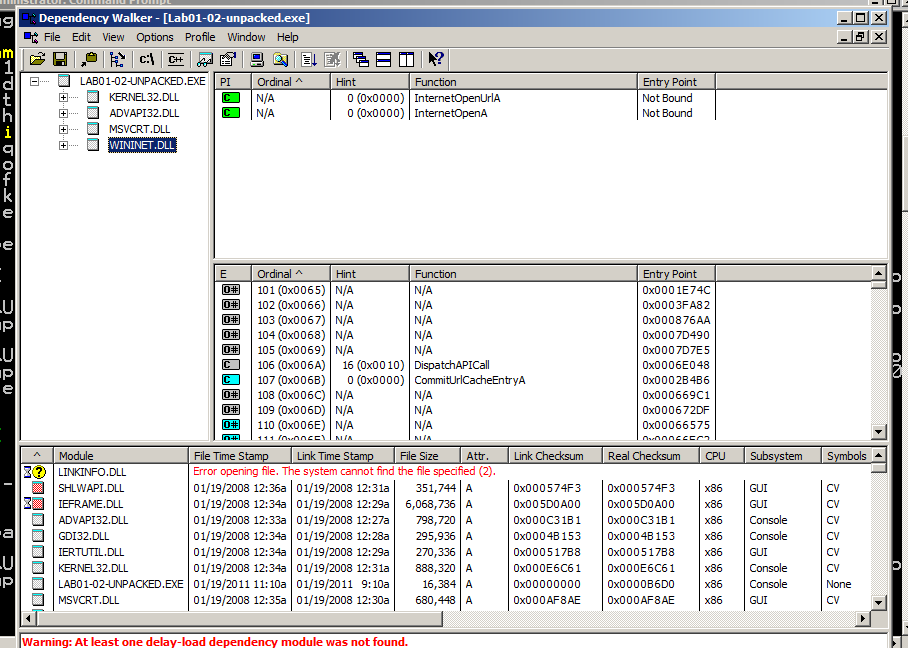 Administrator: Command Prompt
Dependency Walker - [Lab01-02-unpacked.exe]
File Edit View Options Profile Window Help
c:\ C++
LAB01-02-UNPACKED.EXE
KERNEL32.DLL
ADVAPI32.DLL
MSVCRT.DLL
WININET.DLL
PI Ordinal ^ Hint Function Entry Point
C N/A 0 (0x0000) InternetOpenUrlA Not Bound
C N/A 0 (0x0000) InternetOpenA Not Bound
E Ordinal ^ Hint Function Entry Point
O# 101 (0x0065) N/A N/A 0x0001E74C
O# 102 (0x0066) N/A N/A 0x0003FA82
O# 103 (0x0067) N/A N/A 0x000876AA
O# 104 (0x0068) N/A N/A 0x0007D490
O# 105 (0x0069) N/A N/A 0x0007D7E5
C 106 (0x006A) 16 (0x0010) DispatchAPICall 0x0006E048
C 107 (0x006B) 0 (0x0000) CommitUrlCacheEntryA 0x0002B4B6
O# 108 (0x006C) N/A N/A 0x000669C1
O# 109 (0x006D) N/A N/A 0x000672DF
O# 110 (0x006E) N/A N/A 0x00066575
O# 111 (0x006F) N/A N/A
^ Module File Time Stamp Link Time Stamp File Size Attr. Link Checksum Real Checksum CPU Subsystem Symbols
? LINKINFO.DLL Error opening file. The system cannot find the file specified (2).
SHLWAPI.DLL 01/19/2008 12:36a 01/19/2008 12:31a 351,744 A 0x000574F3 0x000574F3 x86 GUI CV
IEFRAME.DLL 01/19/2008 12:34a 01/19/2008 12:29a 6,068,736 A 0x005D0A00 0x005D0A00 x86 GUI CV
ADVAPI32.DLL 01/19/2008 12:33a 01/19/2008 12:27a 798,720 A 0x000C31B1 0x000C31B1 x86 Console CV
GDI32.DLL 01/19/2008 12:34a 01/19/2008 12:28a 295,936 A 0x0004B153 0x0004B153 x86 Console CV
IERTUTIL.DLL 01/19/2008 12:34a 01/19/2008 12:29a 270,336 A 0x000517B8 0x000517B8 x86 GUI CV
KERNEL32.DLL 01/19/2008 12:34a 01/19/2008 12:31a 888,320 A 0x000E6C61 0x000E6C61 x86 Console CV
LAB01-02-UNPACKED.EXE 01/19/2011 11:10a 01/19/2011 9:10a 16,384 A 0x00000000 0x0000B6D0 x86 Console None
MSVCRT.DLL 01/19/2008 12:35a 01/19/2008 12:30a 680,448 A 0x000AF8AE 0x000AF8AE x86 GUI CV
Warning: At least one delay-load dependency module was not found.